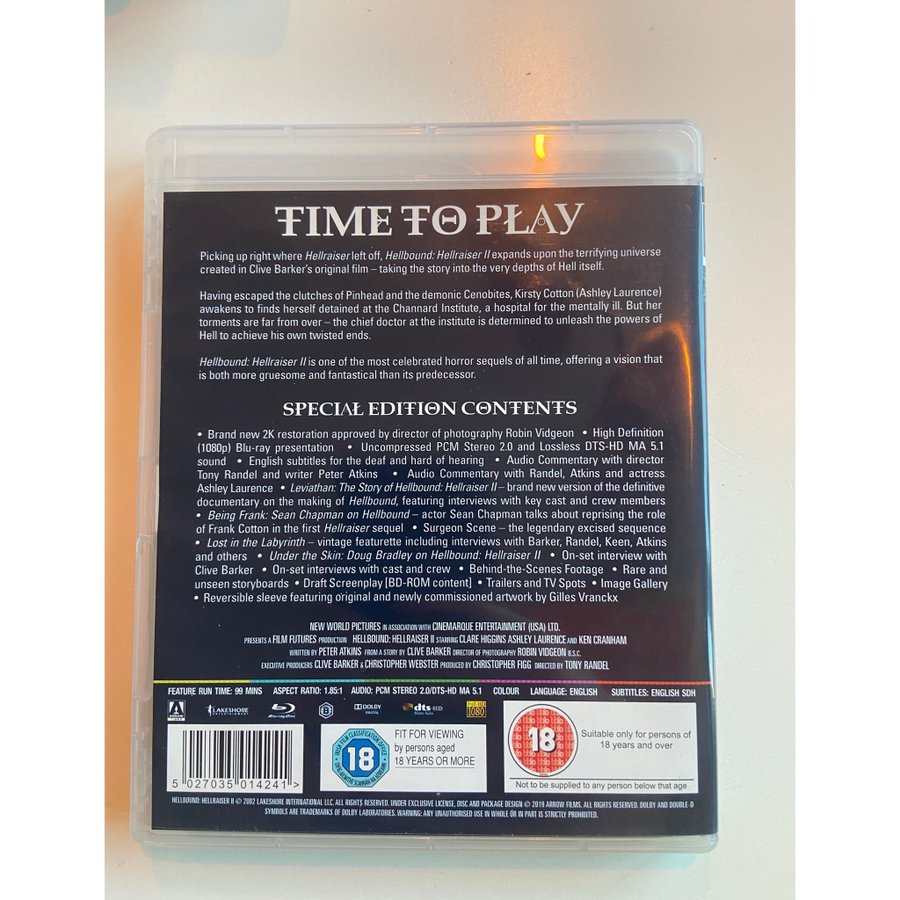 TIME TO PLAY
Picking up right where Hellraiser left off, Hellbound: Hellraiser II expands upon the terrifying universe
created in Clive Barker's original film – taking the story into the very depths of Hell itself.
Having escaped the clutches of Pinhead and the demonic Cenobites, Kirsty Cotton (Ashley Laurence)
awakens to finds herself detained at the Channard Institute, a hospital for the mentally ill. But her
torments are far from over – the chief doctor at the institute is determined to unleash the powers of
Hell to achieve his own twisted ends.
Hellbound: Hellraiser II is one of the most celebrated horror sequels of all time, offering a vision that
is both more gruesome and fantastical than its predecessor.
SPECIAL EDITION CONTENTS
• Brand new 2K restoration approved by director of photography Robin Vidgeon • High Definition
(1080p) Blu-ray presentation • Uncompressed PCM Stereo 2.0 and Lossless DTS-HD MA 5.1
sound • English subtitles for the deaf and hard of hearing • Audio Commentary with director
Tony Randel and writer Peter Atkins • Audio Commentary with Randel, Atkins and actress
Ashley Laurence • Leviathan: The Story of Hellbound: Hellraiser II – brand new version of the definitive
documentary on the making of Hellbound, featuring interviews with key cast and crew members
• Being Frank: Sean Chapman on Hellbound – actor Sean Chapman talks about reprising the role
of Frank Cotton in the first Hellraiser sequel • Surgeon Scene – the legendary excised sequence
• Lost in the Labyrinth – vintage featurette including interviews with Barker, Randel, Keen, Atkins
and others • Under the Skin: Doug Bradley on Hellbound: Hellraiser II • On-set interview with
Clive Barker • On-set interviews with cast and crew • Behind-the-Scenes Footage • Rare and
unseen storyboards • Draft Screenplay [BD-ROM content] • Trailers and TV Spots • Image Gallery
• Reversible sleeve featuring original and newly commissioned artwork by Gilles Vranckx
NEW WORLD PICTURES IN ASSOCIATION WITH CINEMARQUE ENTERTAINMENT (USA) LTD.
PRESENTS A FILM FUTURES PRODUCTION HELLBOUND: HELLRAISER II STARRING CLARE HIGGINS ASHLEY LAURENCE AND KEN CRANHAM
WRITTEN BY PETER ATKINS FROM A STORY BY CLIVE BARKER DIRECTOR OF PHOTOGRAPHY ROBIN VIDGEON B.S.C.
EXECUTIVE PRODUCERS CLIVE BARKER & CHRISTOPHER WEBSTER PRODUCED BY CHRISTOPHER FIGG DIRECTED BY TONY RANDEL
FEATURE RUN TIME: 99 MINS ASPECT RATIO: 1.85:1 AUDIO: PCM STEREO 2.0/DTS-HD MA 5.1 COLOUR LANGUAGE: ENGLISH SUBTITLES: ENGLISH SDH
ARROW LAKESHORE ENTERTAINMENT Blu-ray Disc B DOLBY DIGITAL dts-HD Master Audio Full HD 1080
5 027035 014241 >
18
FIT FOR VIEWING
by persons aged
18 YEARS OR MORE
18
Suitable only for persons of
18 years and over
Not to be supplied to any person below that age
HELLBOUND: HELLRAISER II © 2002 LAKESHORE INTERNATIONAL LLC. ALL RIGHTS RESERVED. UNDER EXCLUSIVE LICENSE, DISC AND PACKAGE DESIGN © 2019 ARROW FILMS. ALL RIGHTS RESERVED. DOLBY AND DOUBLE-D
SYMBOLS ARE TRADEMARKS OF DOLBY LABORATORIES. WARNING: ANY UNAUTHORISED USE IN WHOLE OR IN PART IS STRICTLY PROHIBITED.